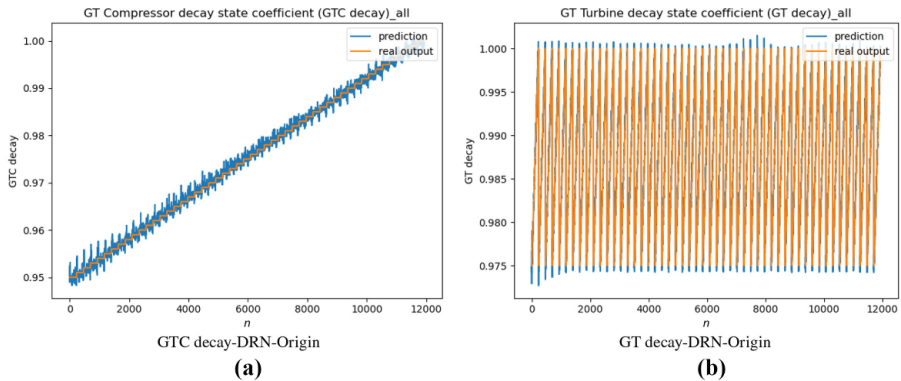 GT Compressor decay state coefficient (GTC decay)_all
1.00
0.99
0.98
0.97
0.96
0.95
GTC decay
0
2000
4000
6000
8000
10000
12000
n
prediction
real output
GTC decay-DRN-Origin
(a)
GT Turbine decay state coefficient (GT decay)_all
1.000
0.995
0.990
0.985
0.980
0.975
GT decay
0
2000
4000
6000
8000
10000
12000
n
prediction
real output
GT decay-DRN-Origin
(b)